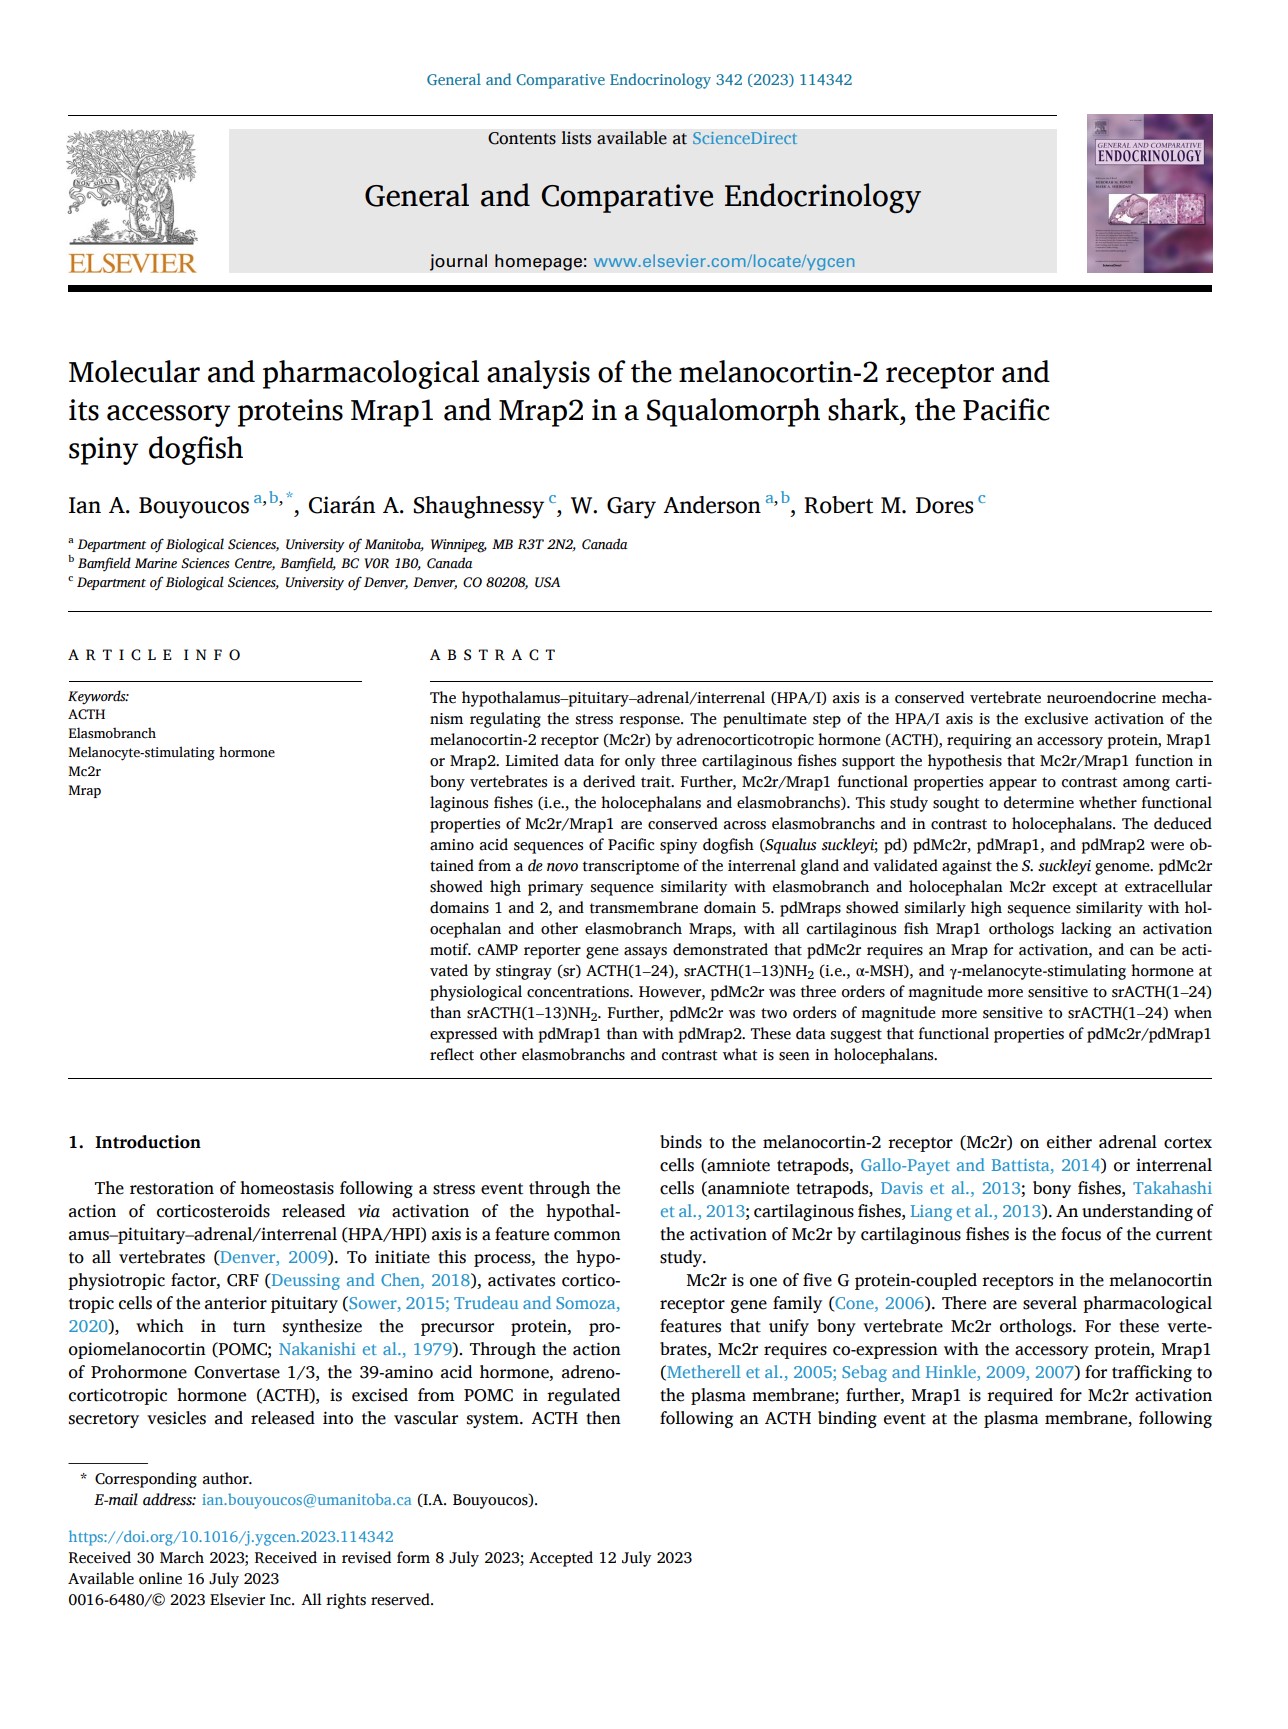 General and Comparative Endocrinology 342 (2023) 114342
Contents lists available at ScienceDirect
General and Comparative Endocrinology
journal homepage: www.elsevier.com/locate/ygcen
ELSEVIER
GENERAL AND COMPARATIVE
ENDOCRINOLOGY
Molecular and pharmacological analysis of the melanocortin-2 receptor and
its accessory proteins Mrap1 and Mrap2 in a Squalomorph shark, the Pacific
spiny dogfish
Ian A. Bouyoucos a,b,*, Ciarán A. Shaughnessy c, W. Gary Anderson a,b, Robert M. Dores c
a Department of Biological Sciences, University of Manitoba, Winnipeg, MB R3T 2N2, Canada
b Bamfield Marine Sciences Centre, Bamfield, BC V0R 1B0, Canada
c Department of Biological Sciences, University of Denver, Denver, CO 80208, USA
ARTICLE INFO
Keywords:
ACTH
Elasmobranch
Melanocyte-stimulating hormone
Mc2r
Mrap
ABSTRACT
The hypothalamus–pituitary–adrenal/interrenal (HPA/I) axis is a conserved vertebrate neuroendocrine mecha-
nism regulating the stress response. The penultimate step of the HPA/I axis is the exclusive activation of the
melanocortin-2 receptor (Mc2r) by adrenocorticotropic hormone (ACTH), requiring an accessory protein, Mrap1
or Mrap2. Limited data for only three cartilaginous fishes support the hypothesis that Mc2r/Mrap1 function in
bony vertebrates is a derived trait. Further, Mc2r/Mrap1 functional properties appear to contrast among carti-
laginous fishes (i.e., the holocephalans and elasmobranchs). This study sought to determine whether functional
properties of Mc2r/Mrap1 are conserved across elasmobranchs and in contrast to holocephalans. The deduced
amino acid sequences of Pacific spiny dogfish (Squalus suckleyi; pd) pdMc2r, pdMrap1, and pdMrap2 were ob-
tained from a de novo transcriptome of the interrenal gland and validated against the S. suckleyi genome. pdMc2r
showed high primary sequence similarity with elasmobranch and holocephalan Mc2r except at extracellular
domains 1 and 2, and transmembrane domain 5. pdMraps showed similarly high sequence similarity with hol-
ocephalan and other elasmobranch Mraps, with all cartilaginous fish Mrap1 orthologs lacking an activation
motif. cAMP reporter gene assays demonstrated that pdMc2r requires an Mrap for activation, and can be acti-
vated by stingray (sr) ACTH(1–24), srACTH(1–13)NH2 (i.e., α-MSH), and γ-melanocyte-stimulating hormone at
physiological concentrations. However, pdMc2r was three orders of magnitude more sensitive to srACTH(1–24)
than srACTH(1–13)NH2. Further, pdMc2r was two orders of magnitude more sensitive to srACTH(1–24) when
expressed with pdMrap1 than with pdMrap2. These data suggest that functional properties of pdMc2r/pdMrap1
reflect other elasmobranchs and contrast what is seen in holocephalans.
1. Introduction
The restoration of homeostasis following a stress event through the
action of corticosteroids released via activation of the hypothal-
amus–pituitary–adrenal/interrenal (HPA/HPI) axis is a feature common
to all vertebrates (Denver, 2009). To initiate this process, the hypo-
physiotropic factor, CRF (Deussing and Chen, 2018), activates cortico-
tropic cells of the anterior pituitary (Sower, 2015; Trudeau and Somoza,
2020), which in turn synthesize the precursor protein, pro-
opiomelanocortin (POMC; Nakanishi et al., 1979). Through the action
of Prohormone Convertase 1/3, the 39-amino acid hormone, adreno-
corticotropic hormone (ACTH), is excised from POMC in regulated
secretory vesicles and released into the vascular system. ACTH then
binds to the melanocortin-2 receptor (Mc2r) on either adrenal cortex
cells (amniote tetrapods, Gallo-Payet and Battista, 2014) or interrenal
cells (anamniote tetrapods, Davis et al., 2013; bony fishes, Takahashi
et al., 2013; cartilaginous fishes, Liang et al., 2013). An understanding of
the activation of Mc2r by cartilaginous fishes is the focus of the current
study.
Mc2r is one of five G protein-coupled receptors in the melanocortin
receptor gene family (Cone, 2006). There are several pharmacological
features that unify bony vertebrate Mc2r orthologs. For these verte-
brates, Mc2r requires co-expression with the accessory protein, Mrap1
(Metherell et al., 2005; Sebag and Hinkle, 2009, 2007) for trafficking to
the plasma membrane; further, Mrap1 is required for Mc2r activation
following an ACTH binding event at the plasma membrane, following
* Corresponding author.
E-mail address: ian.bouyoucos@umanitoba.ca (I.A. Bouyoucos).
https://doi.org/10.1016/j.ygcen.2023.114342
Received 30 March 2023; Received in revised form 8 July 2023; Accepted 12 July 2023
Available online 16 July 2023
0016-6480/© 2023 Elsevier Inc. All rights reserved.